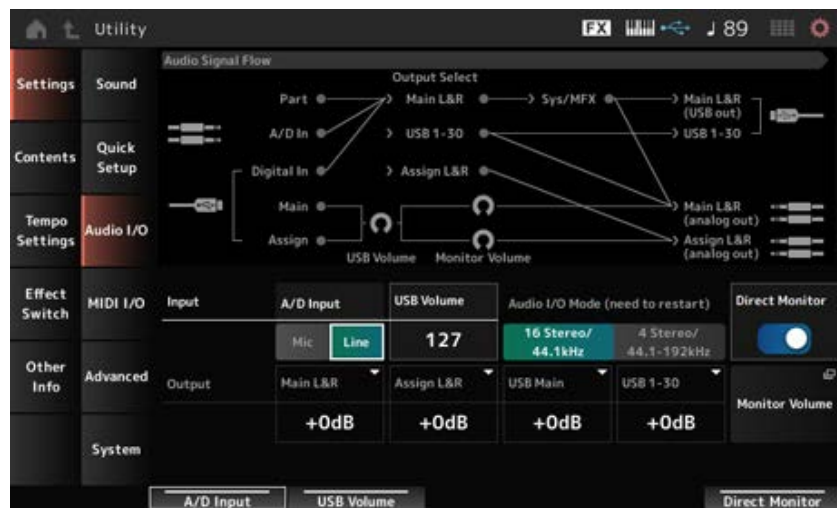 Utility
FX
89
Settings
Contents
Tempo
Settings
Effect
Switch
Other
Info
Sound
Quick
Setup
Audio I/O
MIDI I/O
Advanced
System
Audio Signal Flow
Output Select
Part
Main L&R
Sys/MFX
Main L&R
(USB out)
A/D In
USB 1-30
USB 1-30
Digital In
Assign L&R
Main
Main L&R
(analog out)
Assign
Assign L&R
(analog out)
USB Volume
Monitor Volume
Input
A/D Input
USB Volume
Audio I/O Mode (need to restart)
Direct Monitor
Mic
Line
127
16 Stereo/
44.1kHz
4 Stereo/
44.1-192kHz
Output
Main L&R
Assign L&R
USB Main
USB 1-30
Monitor Volume
+0dB
+0dB
+0dB
+0dB
A/D Input
USB Volume
Direct Monitor